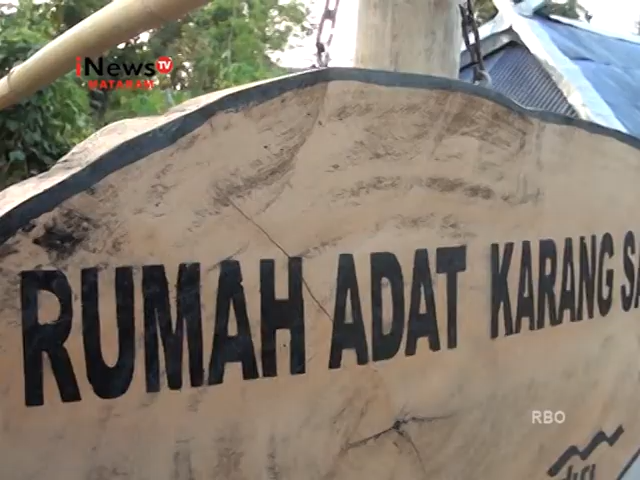 iNews TV
MATARAM
RUMAH ADAT KARANG SA
RBO